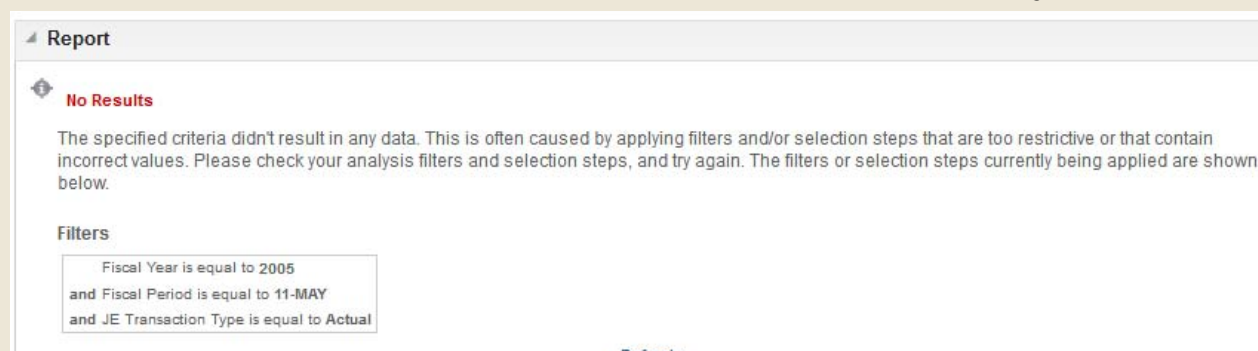 Report
No Results
The specified criteria didn't result in any data. This is often caused by applying filters and/or selection steps that are too restrictive or that contain
incorrect values. Please check your analysis filters and selection steps, and try again. The filters or selection steps currently being applied are shown
below.
Filters
Fiscal Year is equal to 2005
and Fiscal Period is equal to 11-MAY
and JE Transaction Type is equal to Actual